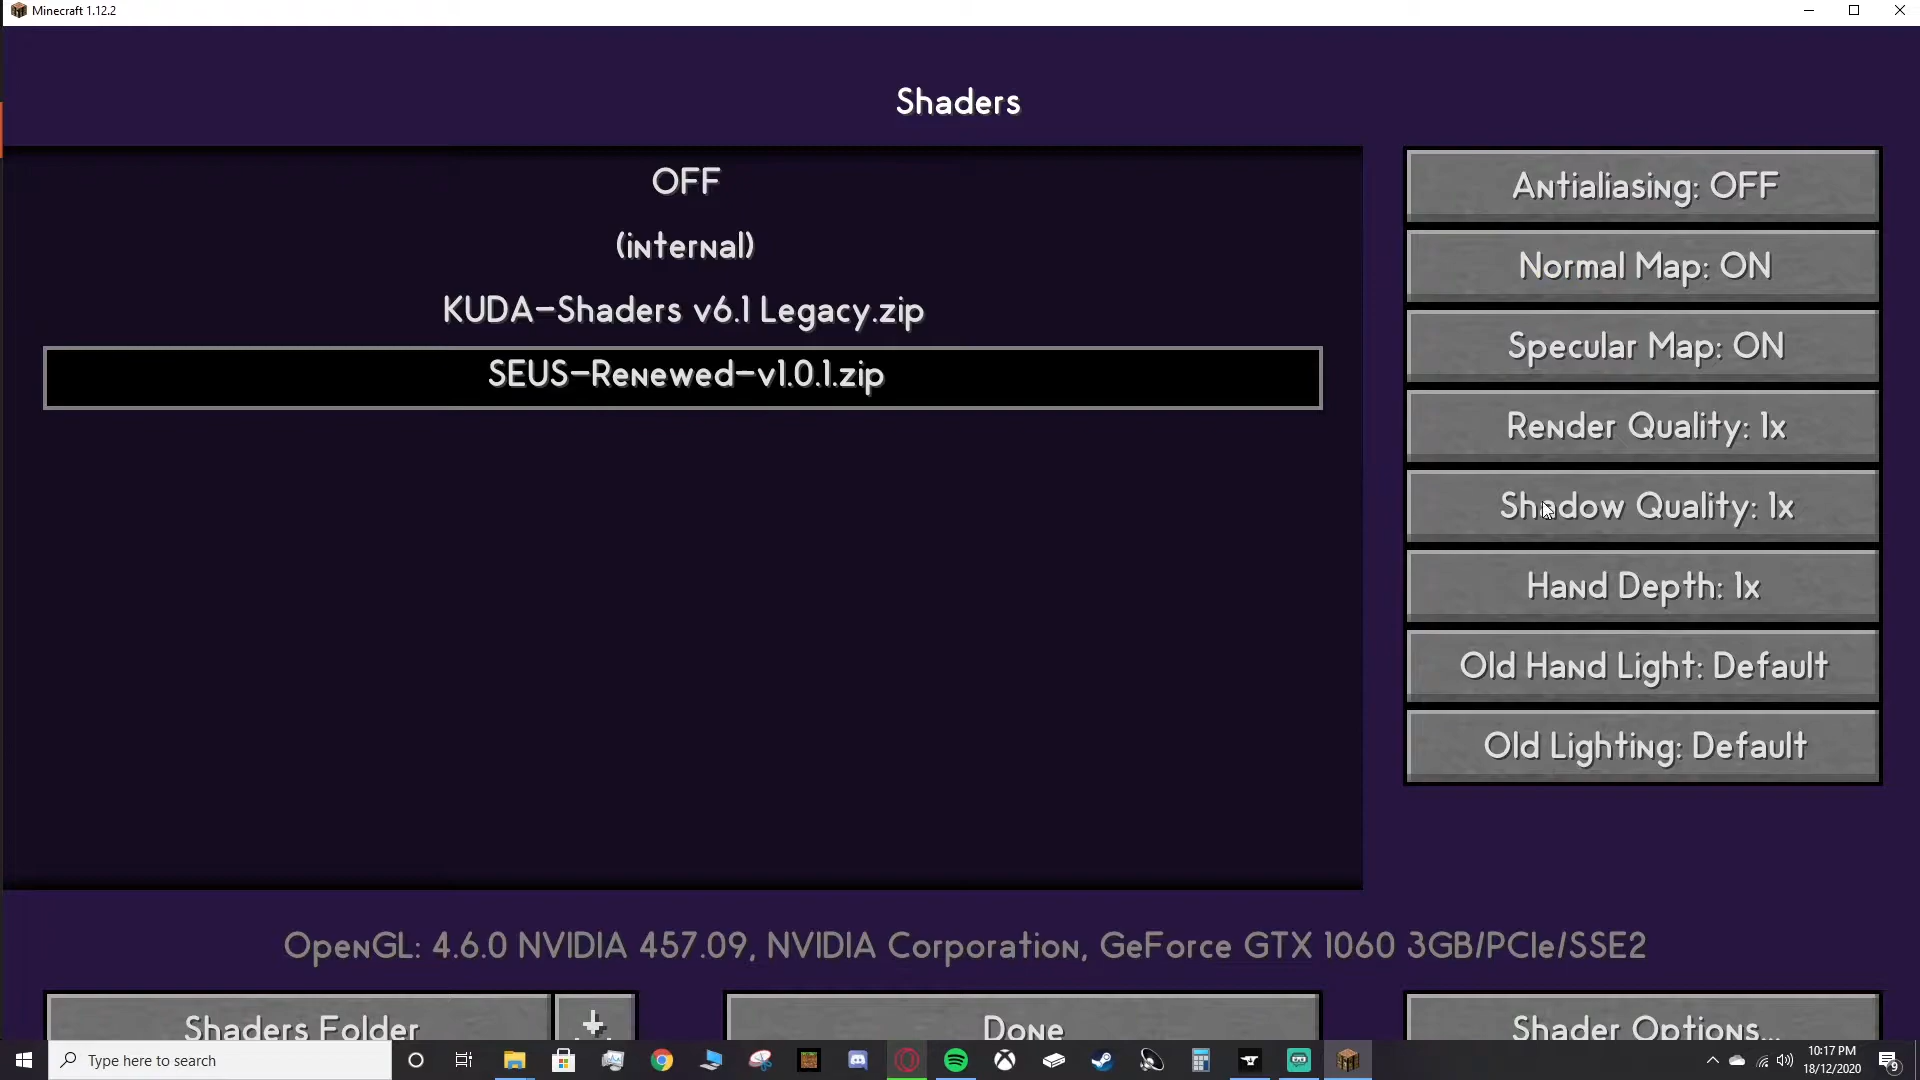 Minecraft 1.12.2
Shaders
OFF
(internal)
KUDA-Shaders v6.1 Legacy.zip
SEUS-Renewed-v1.0.1.zip
Antialiasing: OFF
Normal Map: ON
Specular Map: ON
Render Quality: 1x
Shadow Quality: 1x
Hand Depth: 1x
Old Hand Light: Default
Old Lighting: Default
OpenGL: 4.6.0 NVIDIA 457.09, NVIDIA Corporation, GeForce GTX 1060 3GB/PCIe/SSE2
Shaders Folder
Done
Shader Options...
Type here to search
10:17 PM
18/12/2020
9